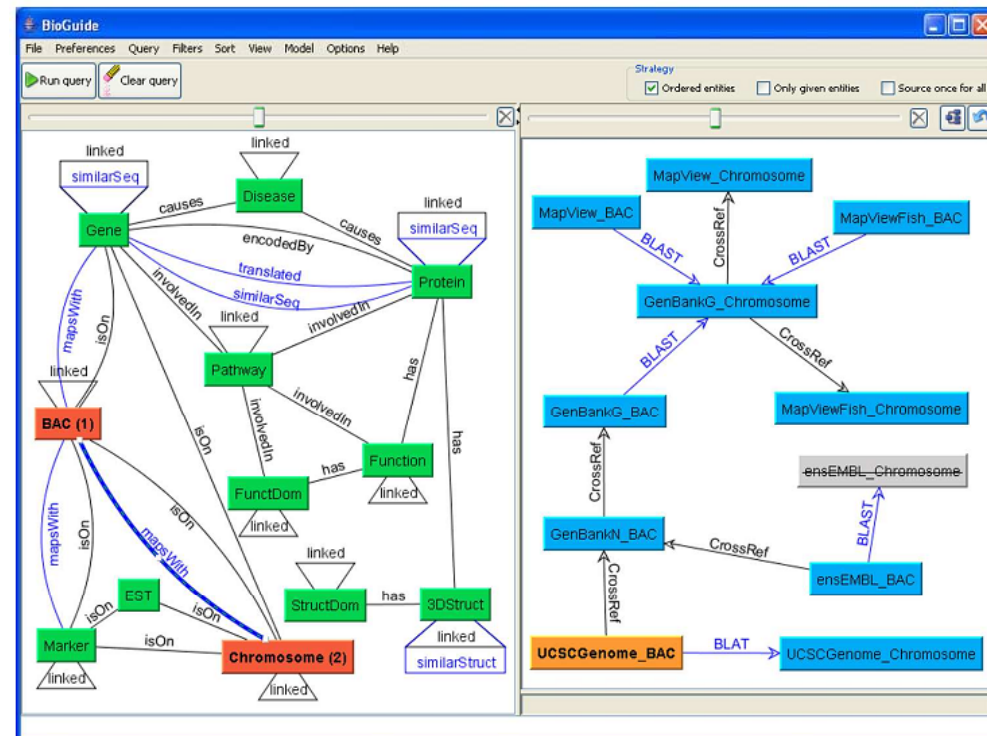 BioGuide
File Preferences Query Filters Sort View Model Options Help
Run query Clear query
Strategy
Ordered entities Only given entities Source once for all
linked
similarSeq
Gene
linked
Disease
causes
causes
encodedBy
translated
similarSeq
linked
similarSeq
Protein
mapsWith
isOn
involvedIn
involvedIn
linked
Pathway
linked
BAC (1)
isOn
involvedIn
involvedIn
has
has
Function
linked
has
FunctDom
linked
mapsWith
isOn
isOn
mapsWith
EST
isOn
isOn
linked
StructDom
has
3DStruct
linked
similarStruct
Marker
linked
isOn
Chromosome (2)
linked
MapView_Chromosome
MapView_BAC
MapViewFish_BAC
BLAST
CrossRef
BLAST
GenBankG_Chromosome
BLAST
CrossRef
GenBankG_BAC
MapViewFish_Chromosome
CrossRef
ensEMBL_Chromosome
GenBankN_BAC
CrossRef
BLAST
ensEMBL_BAC
CrossRef
UCSCGenome_BAC
BLAT
UCSCGenome_Chromosome